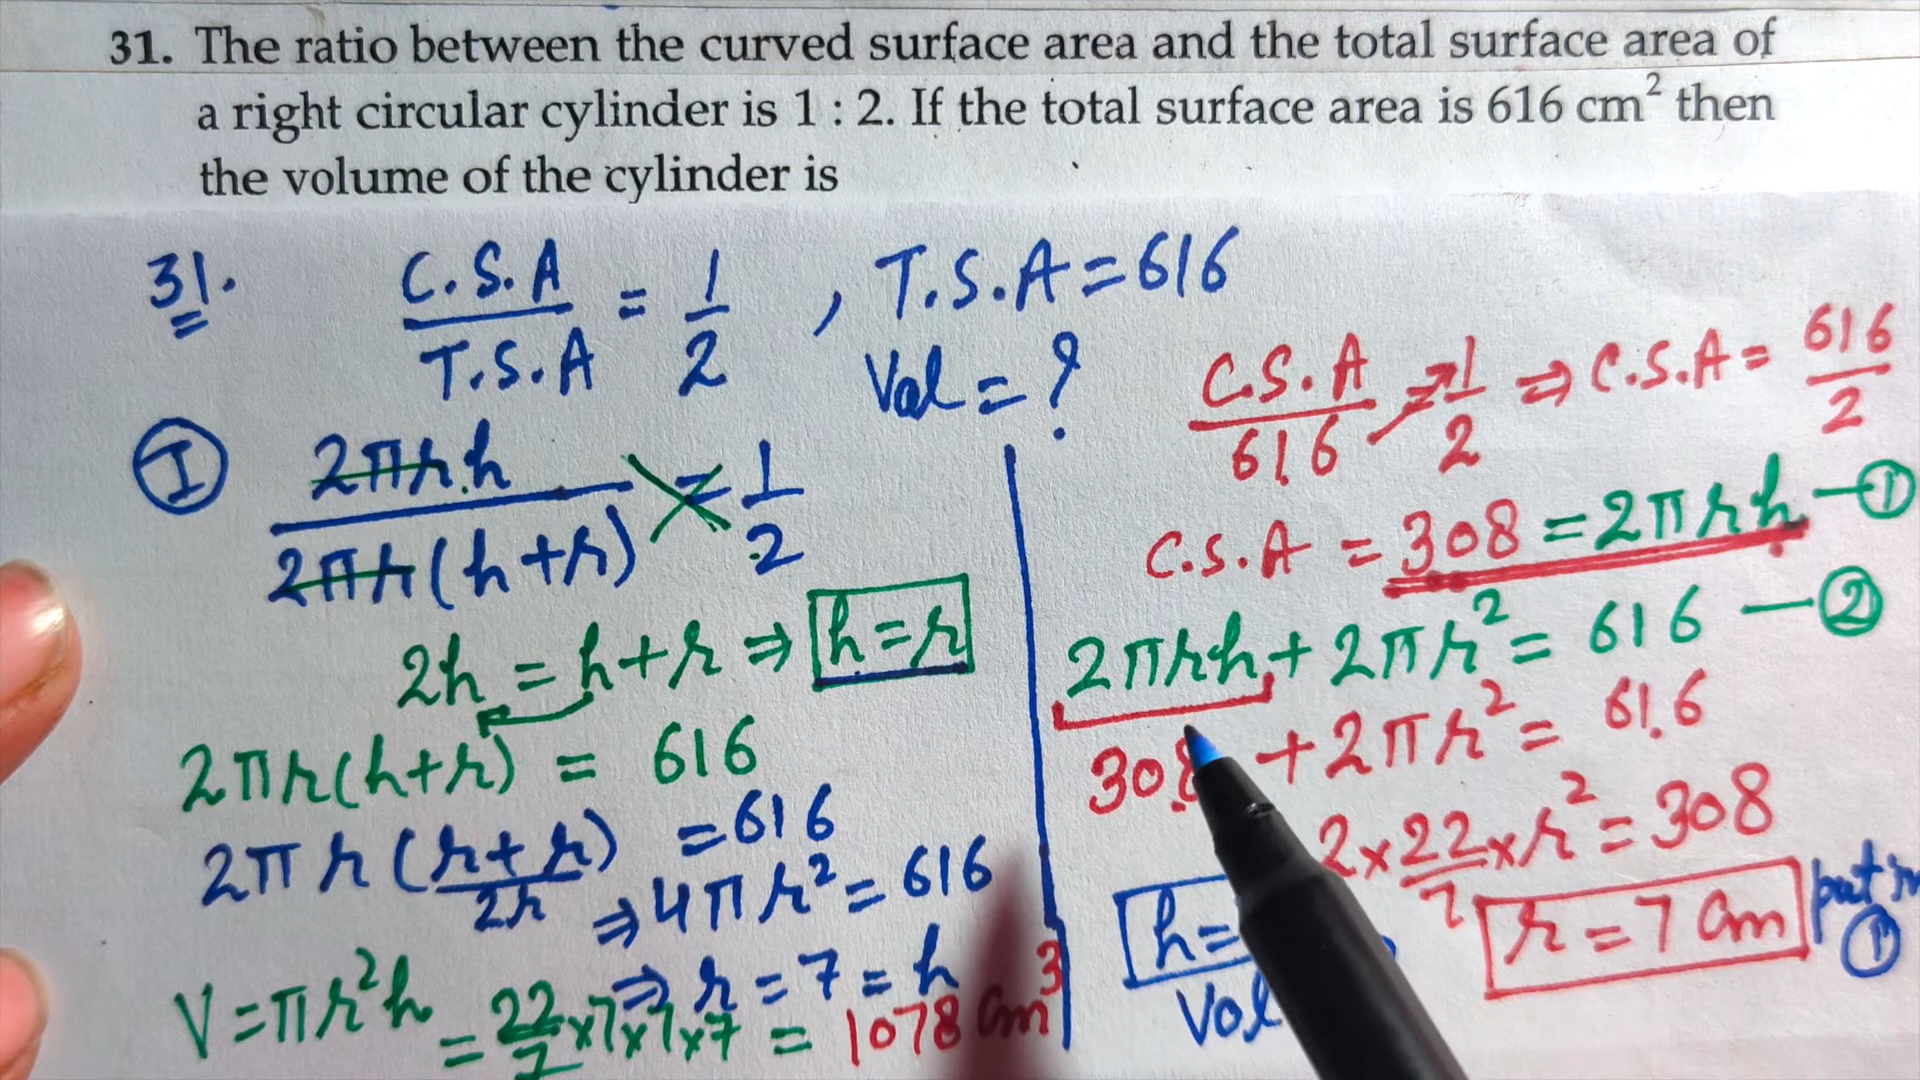 31. The ratio between the curved surface area and the total surface area of
a right circular cylinder is 1 : 2. If the total surface area is 616 cm² then
the volume of the cylinder is
31. C.S.A / T.S.A = 1/2 , T.S.A = 616
Vol = ?
I 2πr.h / 2πr(h+r) = 1/2
2h = h+r ⇒ h=r
2πr(h+r) = 616
2πr(r+r) = 616
2r
⇒ 4πr² = 616
⇒ r = 7 = h
V = πr²h = 22/7 ×7×7×7 = 1078 cm³
C.S.A / 616 = 1/2 ⇒ C.S.A = 616/2
C.S.A = 308 = 2πrh — 1
2πrh + 2πr² = 616 — 2
308 + 2πr² = 616
2×22/7×r² = 308
r = 7 cm put in
1
h=
Vol